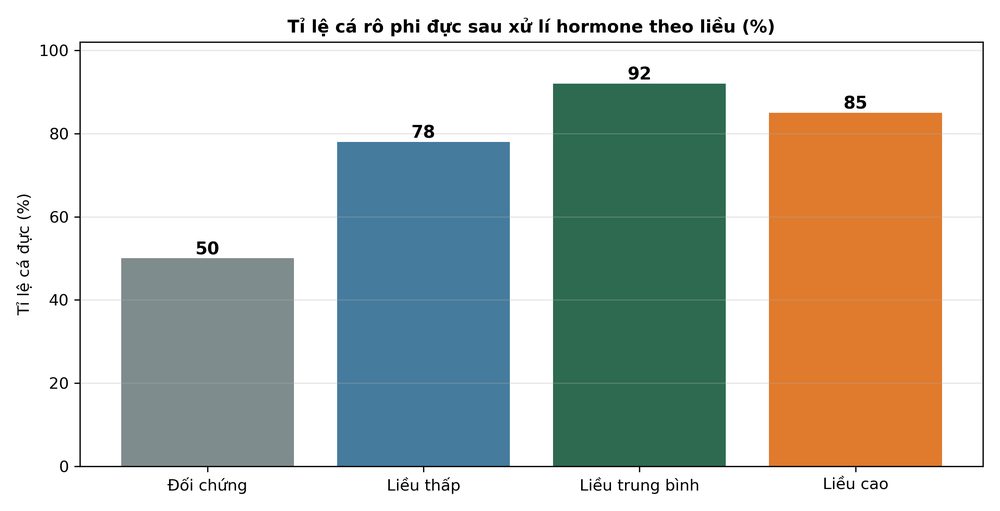 Tỉ lệ cá rô phi đực sau xử lí hormone theo liều (%)
Tỉ lệ cá đực (%)
100
80
60
40
20
0
50
78
92
85
Đối chứng
Liều thấp
Liều trung bình
Liều cao